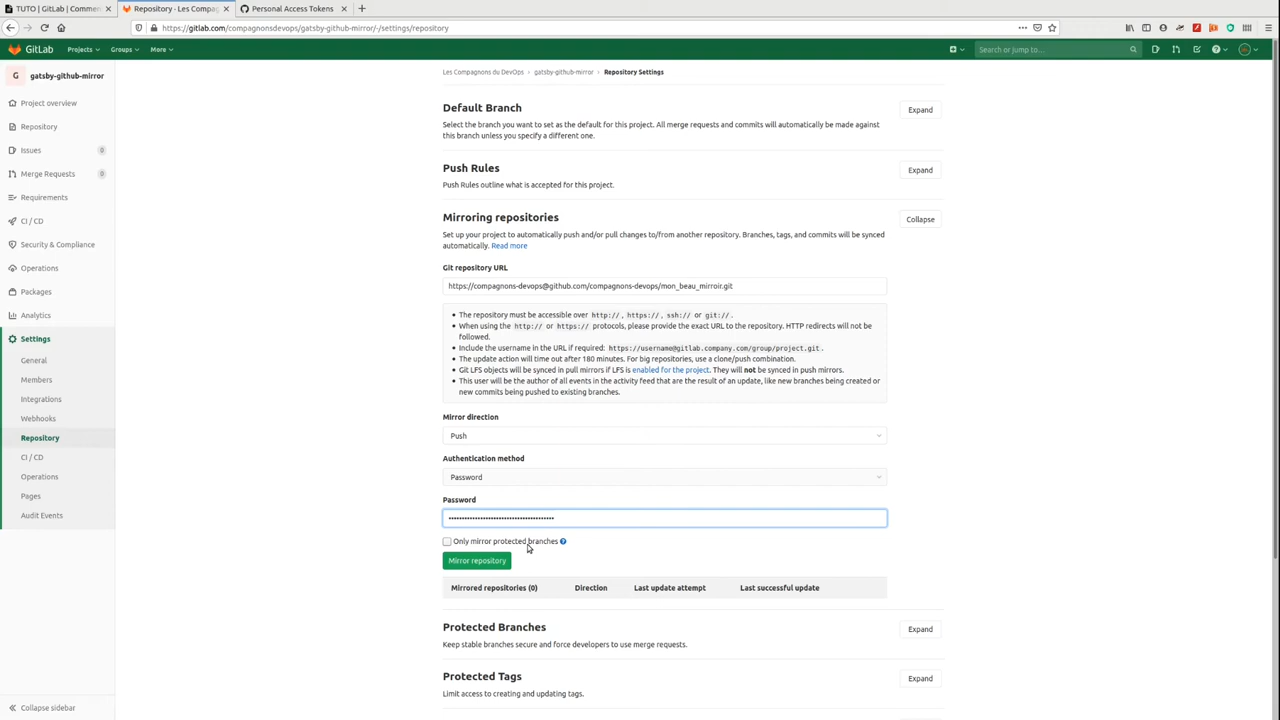 TUTO | GitLab | Commen
Repository · Les Compa
Personal Access Tokens
https://gitlab.com/compagnonsdevops/gatsby-github-mirror/-/settings/repository
GitLab
Projects
Groups
More
Search or jump to...
G
gatsby-github-mirror
Project overview
Repository
Issues
0
Merge Requests
0
Requirements
CI / CD
Security & Compliance
Operations
Packages
Analytics
Settings
General
Members
Integrations
Webhooks
Repository
CI / CD
Operations
Pages
Audit Events
Collapse sidebar
Les Compagnons du DevOps › gatsby-github-mirror › Repository Settings
Default Branch
Expand
Select the branch you want to set as the default for this project. All merge requests and commits will automatically be made against
this branch unless you specify a different one.
Push Rules
Expand
Push Rules outline what is accepted for this project.
Mirroring repositories
Collapse
Set up your project to automatically push and/or pull changes to/from another repository. Branches, tags, and commits will be synced
automatically. Read more
Git repository URL
https://compagnons-devops@github.com/compagnons-devops/mon_beau_mirroir.git
• The repository must be accessible over http://, https://, ssh:// or git://.
• When using the http:// or https:// protocols, please provide the exact URL to the repository. HTTP redirects will not be
followed.
• Include the username in the URL if required: https://username@gitlab.company.com/group/project.git.
• The update action will time out after 180 minutes. For big repositories, use a clone/push combination.
• Git LFS objects will be synced in pull mirrors if LFS is enabled for the project. They will not be synced in push mirrors.
• This user will be the author of all events in the activity feed that are the result of an update, like new branches being created or
new commits being pushed to existing branches.
Mirror direction
Push
Authentication method
Password
Password
Only mirror protected branches
Mirror repository
Mirrored repositories (0)
Direction
Last update attempt
Last successful update
Protected Branches
Expand
Keep stable branches secure and force developers to use merge requests.
Protected Tags
Expand
Limit access to creating and updating tags.